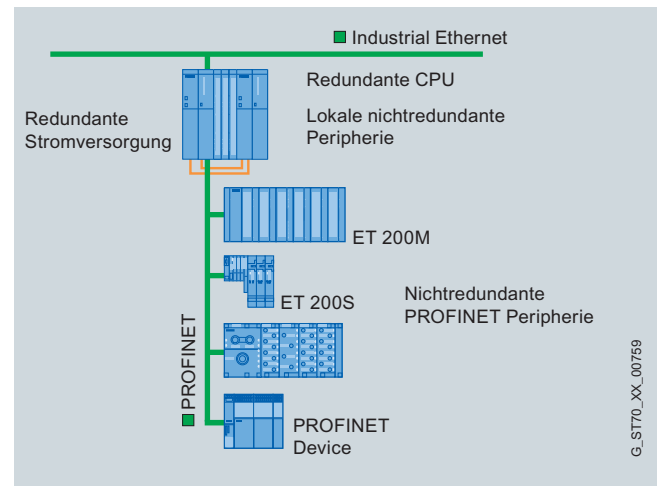 Industrial Ethernet
Redundante CPU
Redundante
Stromversorgung
Lokale nichtredundante
Peripherie
ET 200M
ET 200S
Nichtredundante
PROFINET Peripherie
PROFINET
PROFINET
Device
G_ST70_XX_00759